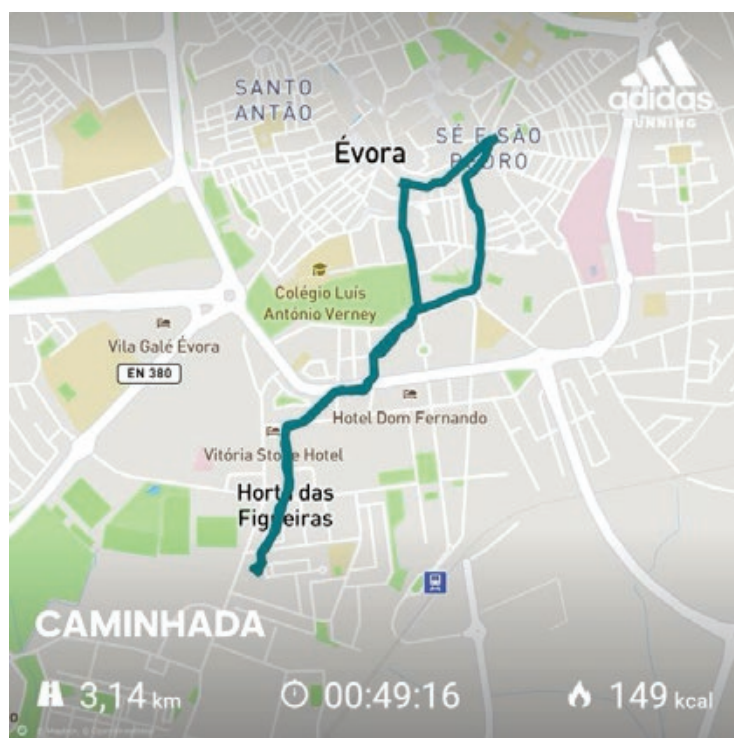 SANTO
ANTÃO
adidas
RUNNING
Évora
SÉ E SÃO
PEDRO
Colégio Luís
António Verney
Vila Galé Évora
EN 380
Hotel Dom Fernando
Vitória Stone Hotel
Horta das
Figueiras
CAMINHADA
3,14 km
00:49:16
149 kcal